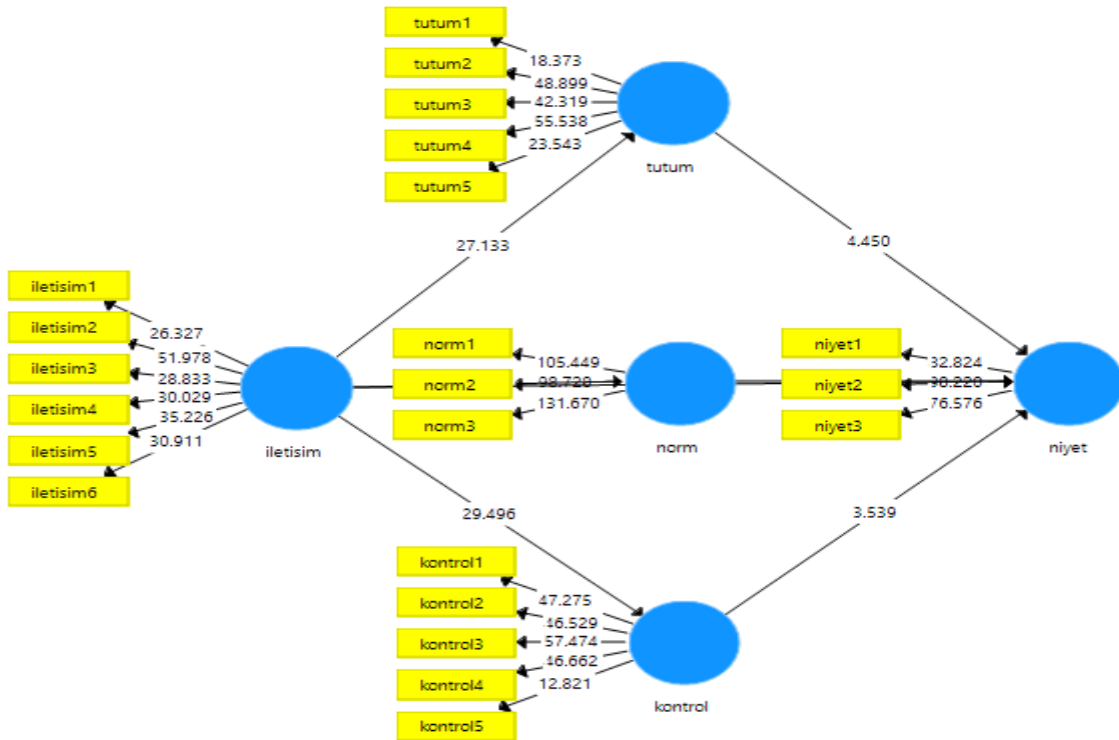 tutum1
tutum2
tutum3
tutum4
tutum5
18.373
48.899
42.319
55.538
23.543
tutum
27.133
4.450
iletisim1
iletisim2
iletisim3
iletisim4
iletisim5
iletisim6
26.327
51.978
28.833
30.029
35.226
30.911
iletisim
norm1
norm2
norm3
105.449
131.670
norm
niyet1
niyet2
niyet3
76.576
niyet
29.496
3.539
kontrol1
kontrol2
kontrol3
kontrol4
kontrol5
47.275
46.529
57.474
46.662
12.821
kontrol